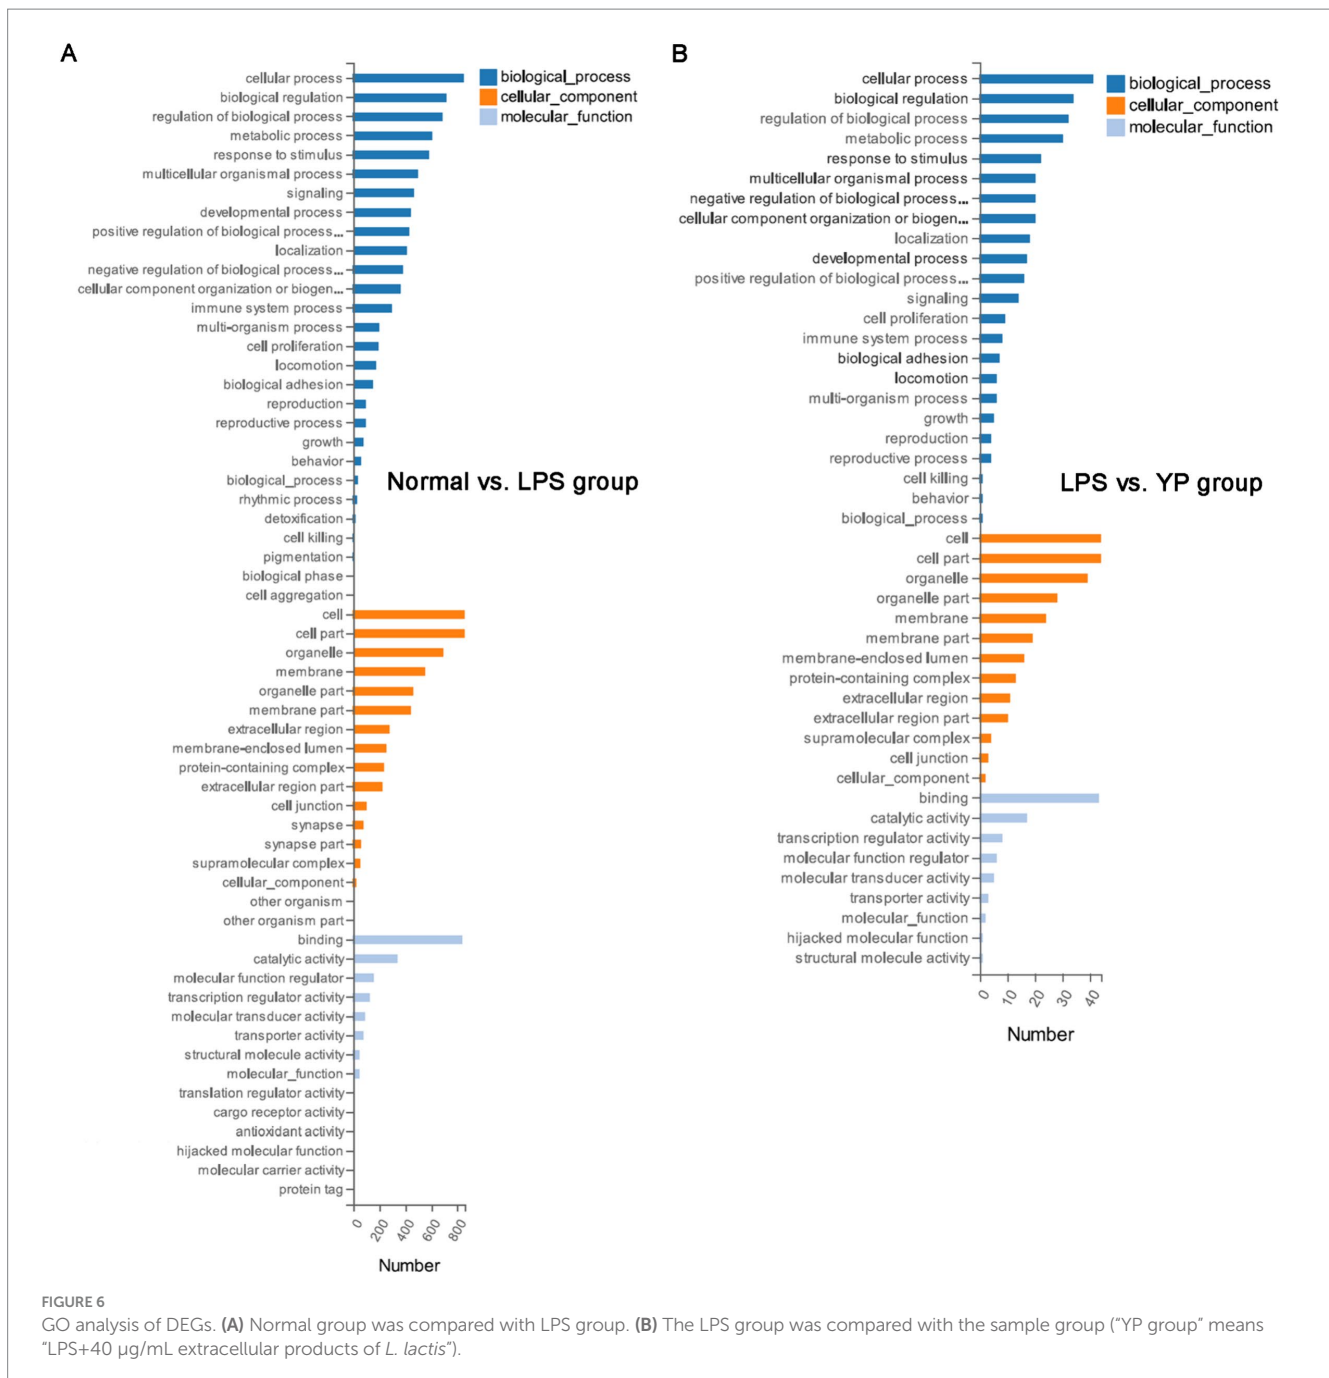 A
cellular process
biological regulation
regulation of biological process
metabolic process
response to stimulus
multicellular organismal process
signaling
developmental process
positive regulation of biological process...
localization
negative regulation of biological process...
cellular component organization or biogen...
immune system process
multi-organism process
cell proliferation
locomotion
biological adhesion
reproduction
reproductive process
growth
behavior
biological_process
rhythmic process
detoxification
cell killing
pigmentation
biological phase
cell aggregation
cell
cell part
organelle
membrane
organelle part
membrane part
extracellular region
membrane-enclosed lumen
protein-containing complex
extracellular region part
cell junction
synapse
synapse part
supramolecular complex
cellular_component
other organism
other organism part
binding
catalytic activity
molecular function regulator
transcription regulator activity
molecular transducer activity
transporter activity
structural molecule activity
molecular_function
translation regulator activity
cargo receptor activity
antioxidant activity
hijacked molecular function
molecular carrier activity
protein tag
0 200 400 600 800
Number
biological_process
cellular_component
molecular_function
Normal vs. LPS group
B
cellular process
biological regulation
regulation of biological process
metabolic process
response to stimulus
multicellular organismal process
negative regulation of biological process...
cellular component organization or biogen...
localization
developmental process
positive regulation of biological process...
signaling
cell proliferation
immune system process
biological adhesion
locomotion
multi-organism process
growth
reproduction
reproductive process
cell killing
behavior
biological_process
cell
cell part
organelle
organelle part
membrane
membrane part
membrane-enclosed lumen
protein-containing complex
extracellular region
extracellular region part
supramolecular complex
cell junction
cellular_component
binding
catalytic activity
transcription regulator activity
molecular function regulator
molecular transducer activity
transporter activity
molecular_function
hijacked molecular function
structural molecule activity
0 10 20 30 40
Number
biological_process
cellular_component
molecular_function
LPS vs. YP group
FIGURE 6
GO analysis of DEGs. (A) Normal group was compared with LPS group. (B) The LPS group was compared with the sample group ("YP group" means
"LPS+40 μg/mL extracellular products of L. lactis").